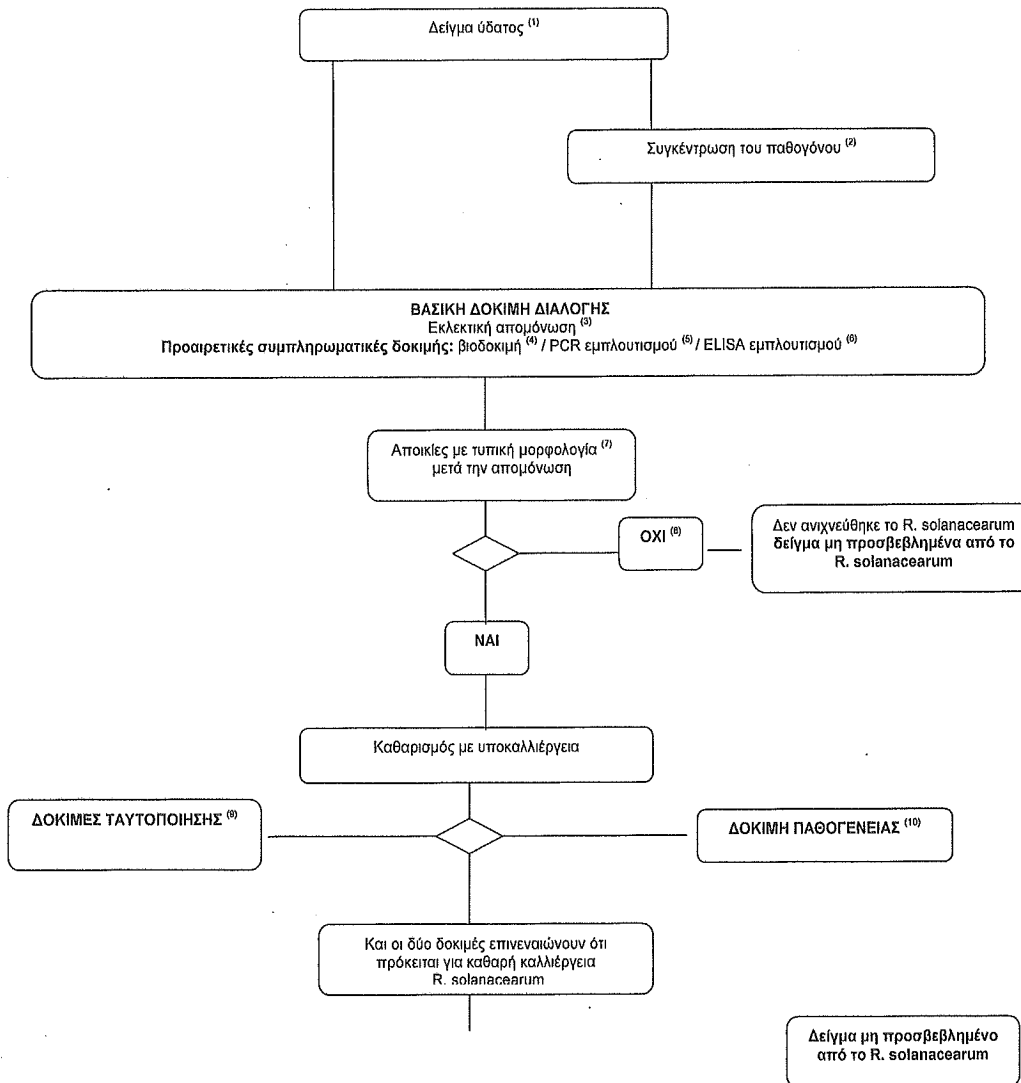 Δείγμα ύδατος (1)
Συγκέντρωση του παθογόνου (2)
ΒΑΣΙΚΗ ΔΟΚΙΜΗ ΔΙΑΛΟΓΗΣ
Εκλεκτική απομόνωση (3)
Προαιρετικές συμπληρωματικές δοκιμής: βιοδοκιμή (4) / PCR εμπλουτισμού (5) / ELISA εμπλουτισμού (6)
Αποικίες με τυπική μορφολογία (7)
μετά την απομόνωση
ΟΧΙ (8)
Δεν ανιχνεύθηκε το R. solanacearum
δείγμα μη προσβεβλημένα από το
R. solanacearum
ΝΑΙ
Καθαρισμός με υποκαλλιέργεια
ΔΟΚΙΜΕΣ ΤΑΥΤΟΠΟΙΗΣΗΣ (9)
ΔΟΚΙΜΗ ΠΑΘΟΓΕΝΕΙΑΣ (10)
Και οι δύο δοκιμές επινεναιώνουν ότι
πρόκειται για καθαρή καλλιέργεια
R. solanacearum
Δείγμα μη προσβεβλημένο
από το R. solanacearum